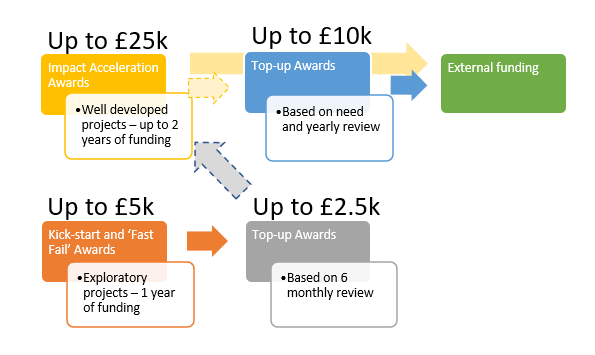 Up to £25k
Impact Acceleration
Awards
•Well developed
projects – up to 2
years of funding
Up to £10k
Top-up Awards
•Based on need
and yearly review
External funding
Up to £5k
Kick-start and ‘Fast
Fail’ Awards
•Exploratory
projects – 1 year
of funding
Up to £2.5k
Top-up Awards
•Based on 6
monthly review